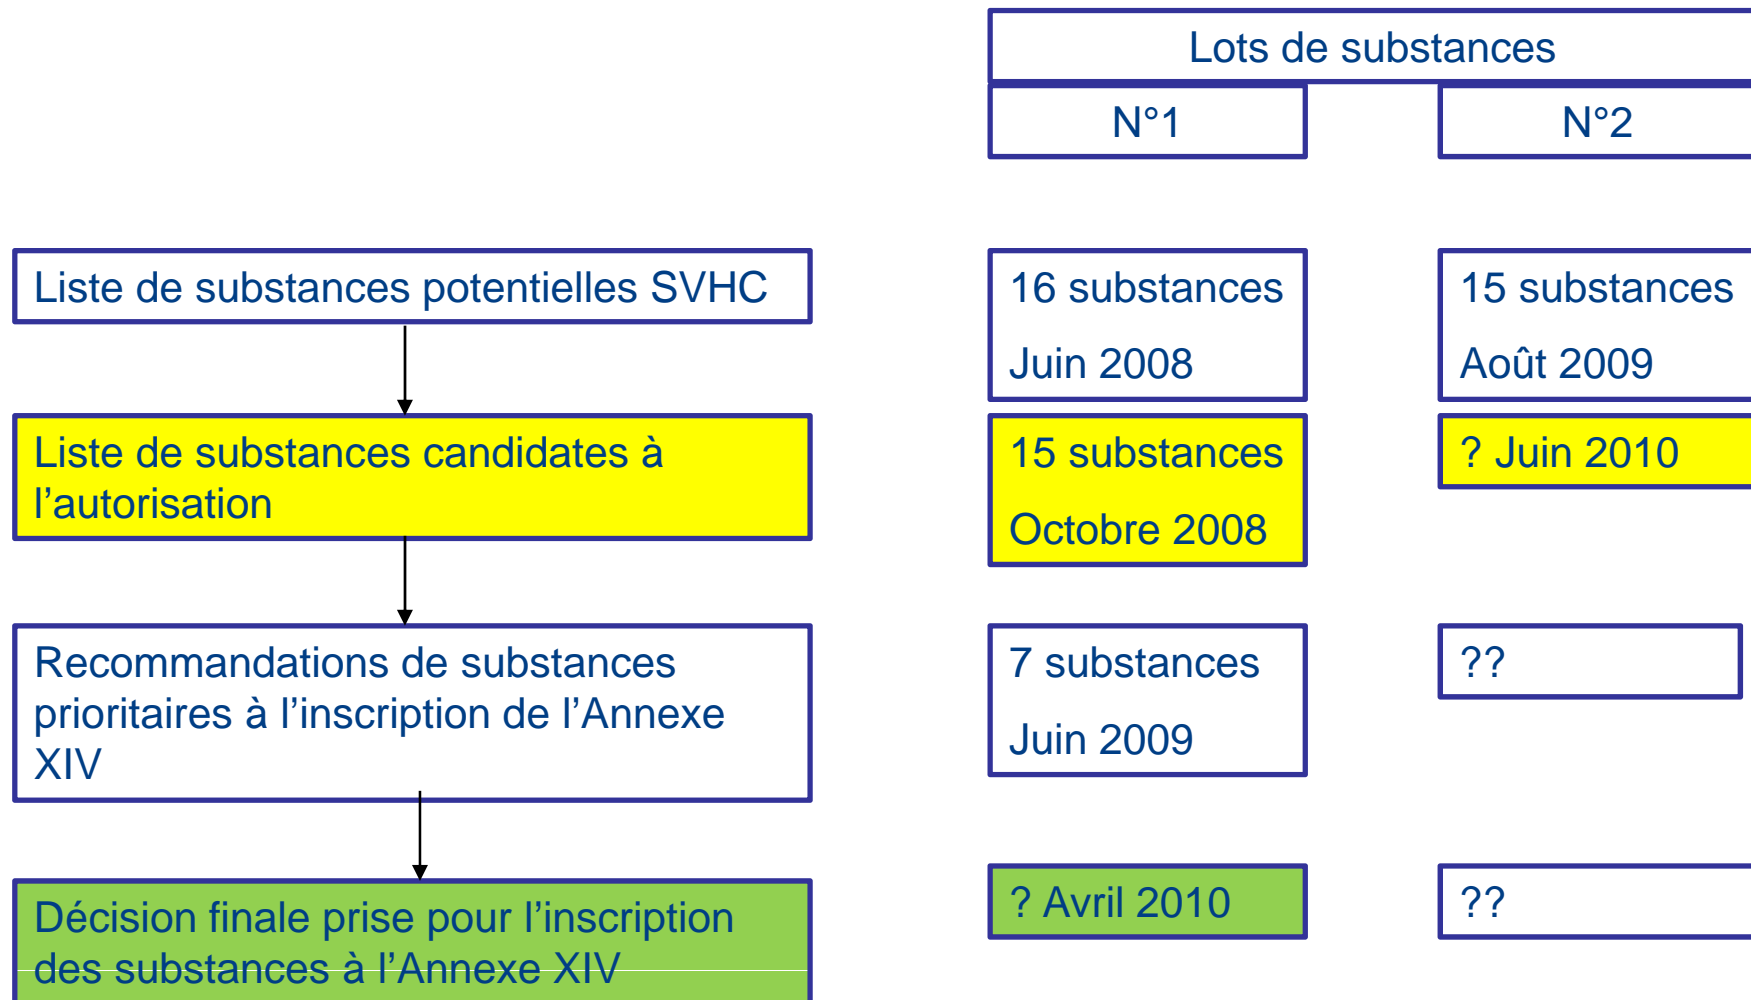 Lots de substances
N°1
N°2
Liste de substances potentielles SVHC
16 substances
Juin 2008
15 substances
Août 2009
Liste de substances candidates à
l’autorisation
15 substances
Octobre 2008
? Juin 2010
Recommandations de substances
prioritaires à l’inscription de l’Annexe
XIV
7 substances
Juin 2009
??
Décision finale prise pour l’inscription
des substances à l’Annexe XIV
? Avril 2010
??